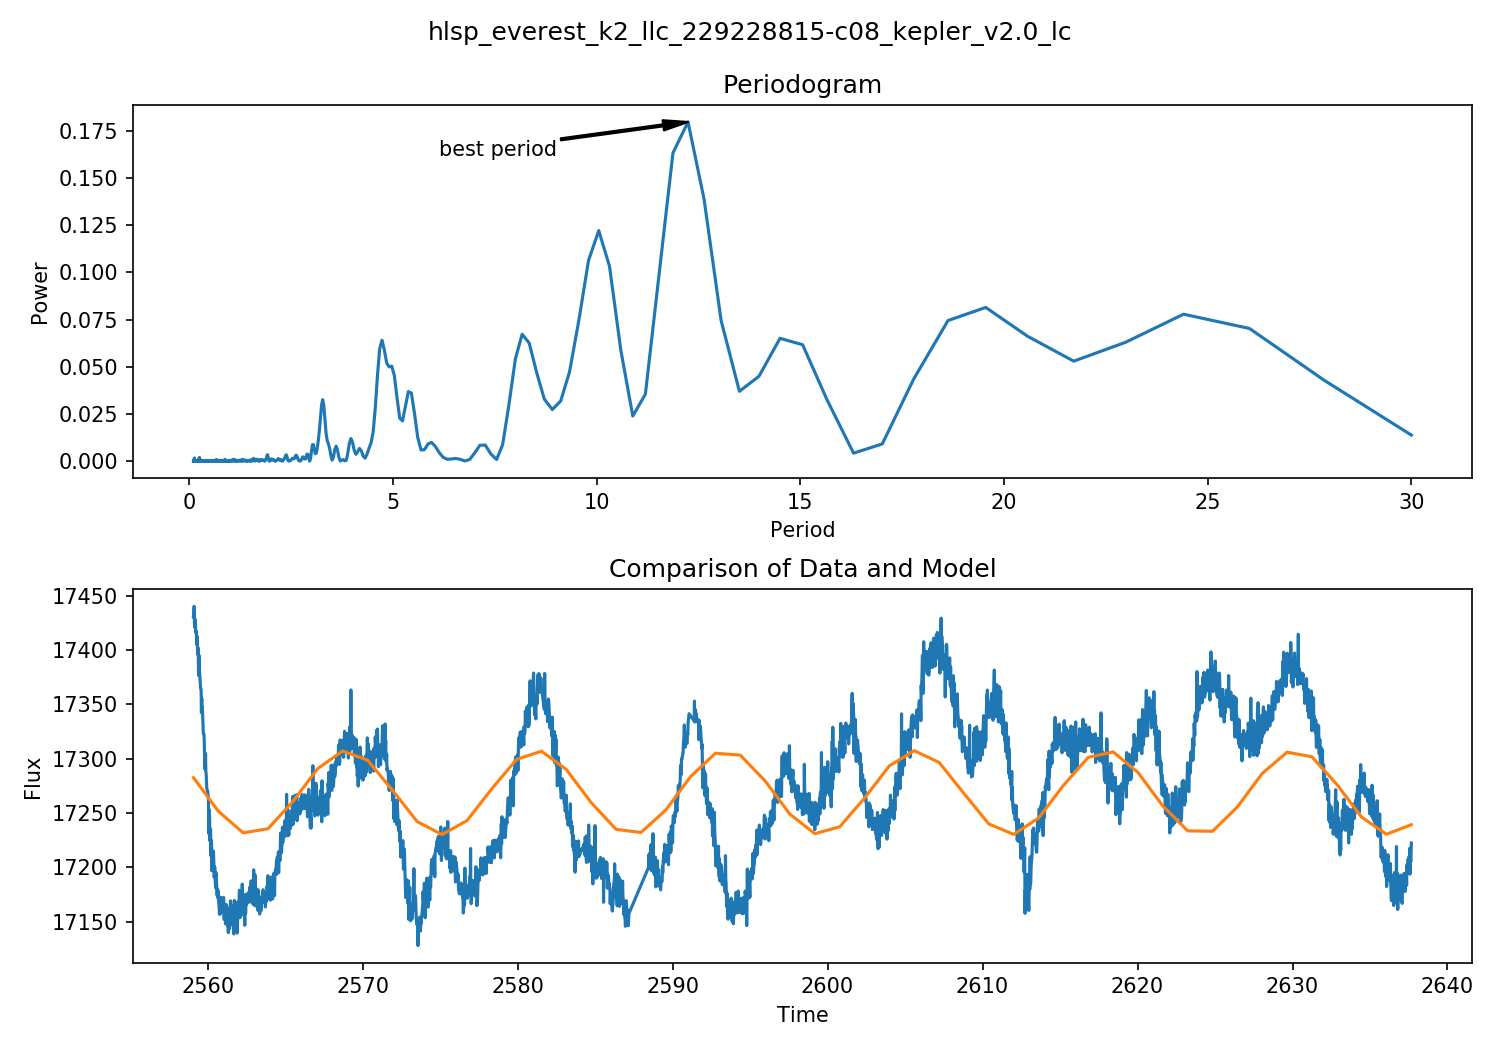 hlsp_everest_k2_llc_229228815-c08_kepler_v2.0_lc
Periodogram
0.175
0.150
0.125
0.100
0.075
0.050
0.025
0.000
Power
best period
0 5 10 15 20 25 30
Period
Comparison of Data and Model
17450
17400
17350
17300
17250
17200
17150
Flux
2560 2570 2580 2590 2600 2610 2620 2630 2640
Time